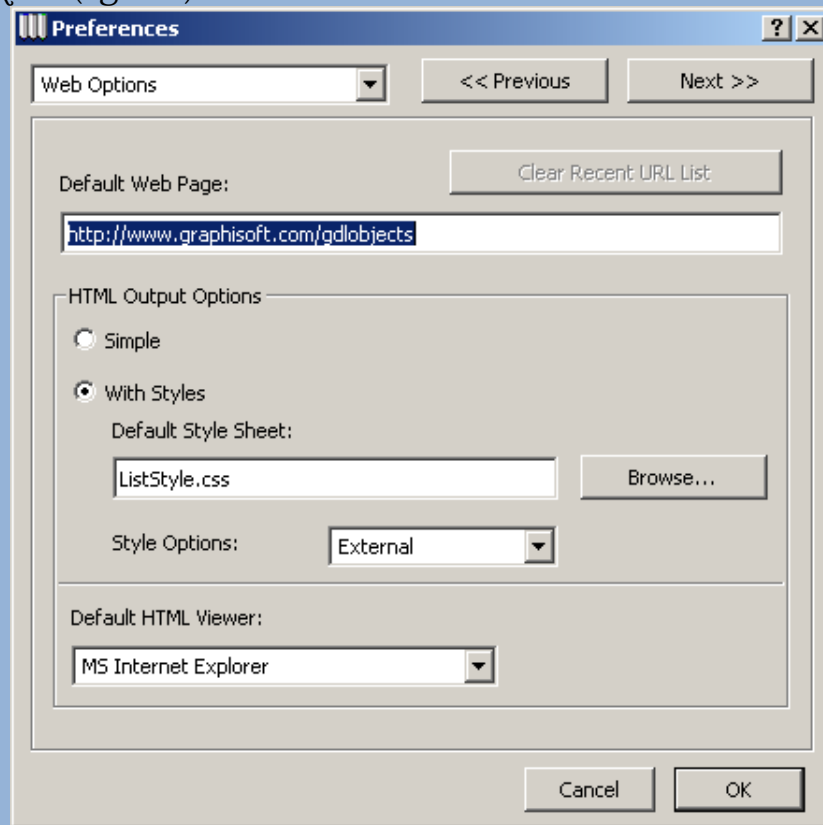 Preferences
Web Options
<< Previous
Next >>
Clear Recent URL List
Default Web Page:
http://www.graphisoft.com/gdlobjects
HTML Output Options
Simple
With Styles
Default Style Sheet:
ListStyle.css
Browse...
Style Options:
External
Default HTML Viewer:
MS Internet Explorer
Cancel
OK